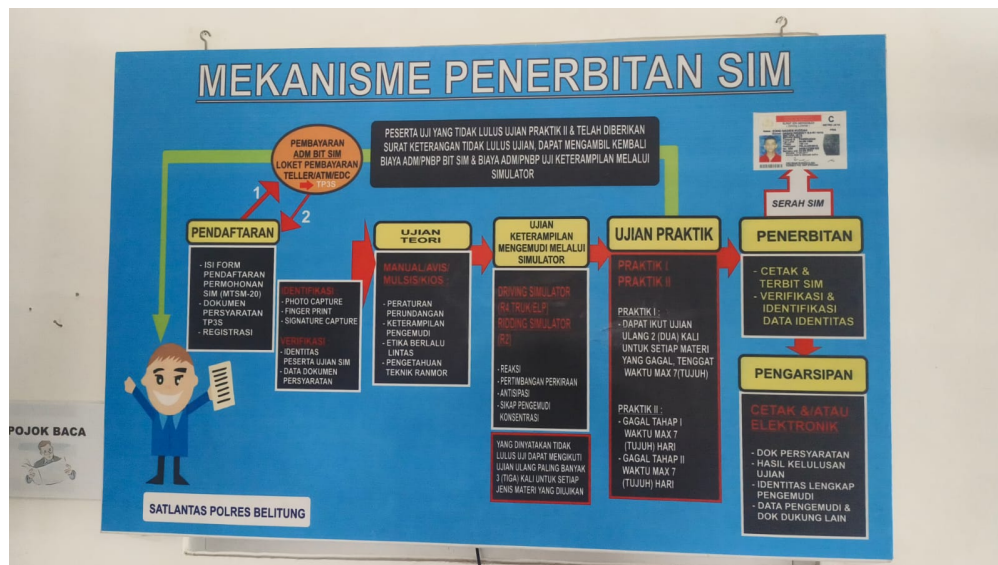 MEKANISME PENERBITAN SIM
PEMBAYARAN
ADM BIT SIM
LOKET PEMBAYARAN
TELLER/ATM/EDC
TP3S
1
2
PESERTA UJI YANG TIDAK LULUS UJIAN PRAKTIK II & TELAH DIBERIKAN
SURAT KETERANGAN TIDAK LULUS UJIAN, DAPAT MENGAMBIL KEMBALI
BIAYA ADM/PNBP BIT SIM & BIAYA ADM/PNBP UJI KETERAMPILAN MELALUI
SIMULATOR
C
SERAH SIM
PENDAFTARAN
- ISI FORM
PENDAFTARAN
PERMOHONAN
SIM (MTSM-20)
- DOKUMEN
PERSYARATAN
TP3S
- REGISTRASI
IDENTIFIKASI
- PHOTO CAPTURE
- FINGER PRINT
- SIGNATURE CAPTURE
VERIFIKASI
- IDENTITAS
PESERTA UJIAN SIM
- DATA DOKUMEN
PERSYARATAN
UJIAN
TEORI
MANUAL/AVIS/
MULSIS/KIOS :
- PERATURAN
PERUNDANGAN
- KETERAMPILAN
PENGEMUDI
- ETIKA BERLALU
LINTAS
- PENGETAHUAN
TEKNIK RANMOR
UJIAN
KETERAMPILAN
MENGEMUDI MELALUI
SIMULATOR
DRIVING SIMULATOR
(R4 TRUK/ELP)
RIDDING SIMULATOR
(R2)
- REAKSI
- PERTIMBANGAN PERKIRAAN
- ANTISIPASI
- SIKAP PENGEMUDI
KONSENTRASI
YANG DINYATAKAN TIDAK
LULUS UJI DAPAT MENGIKUTI
UJIAN ULANG PALING BANYAK
3 (TIGA) KALI UNTUK SETIAP
JENIS MATERI YANG DIUJIKAN
UJIAN PRAKTIK
PRAKTIK I
PRAKTIK II
PRAKTIK I :
- DAPAT IKUT UJIAN
ULANG 2 (DUA) KALI
UNTUK SETIAP MATERI
YANG GAGAL, TENGGAT
WAKTU MAX 7(TUJUH)
PRAKTIK II :
- GAGAL TAHAP I
WAKTU MAX 7
(TUJUH) HARI
- GAGAL TAHAP II
WAKTU MAX 7
(TUJUH) HARI
PENERBITAN
- CETAK &
TERBIT SIM
- VERIFIKASI &
IDENTIFIKASI
DATA IDENTITAS
PENGARSIPAN
CETAK &/ATAU
ELEKTRONIK
- DOK PERSYARATAN
- HASIL KELULUSAN
UJIAN
- IDENTITAS LENGKAP
PENGEMUDI
- DATA PENGEMUDI &
DOK DUKUNG LAIN
SATLANTAS POLRES BELITUNG
POJOK BACA